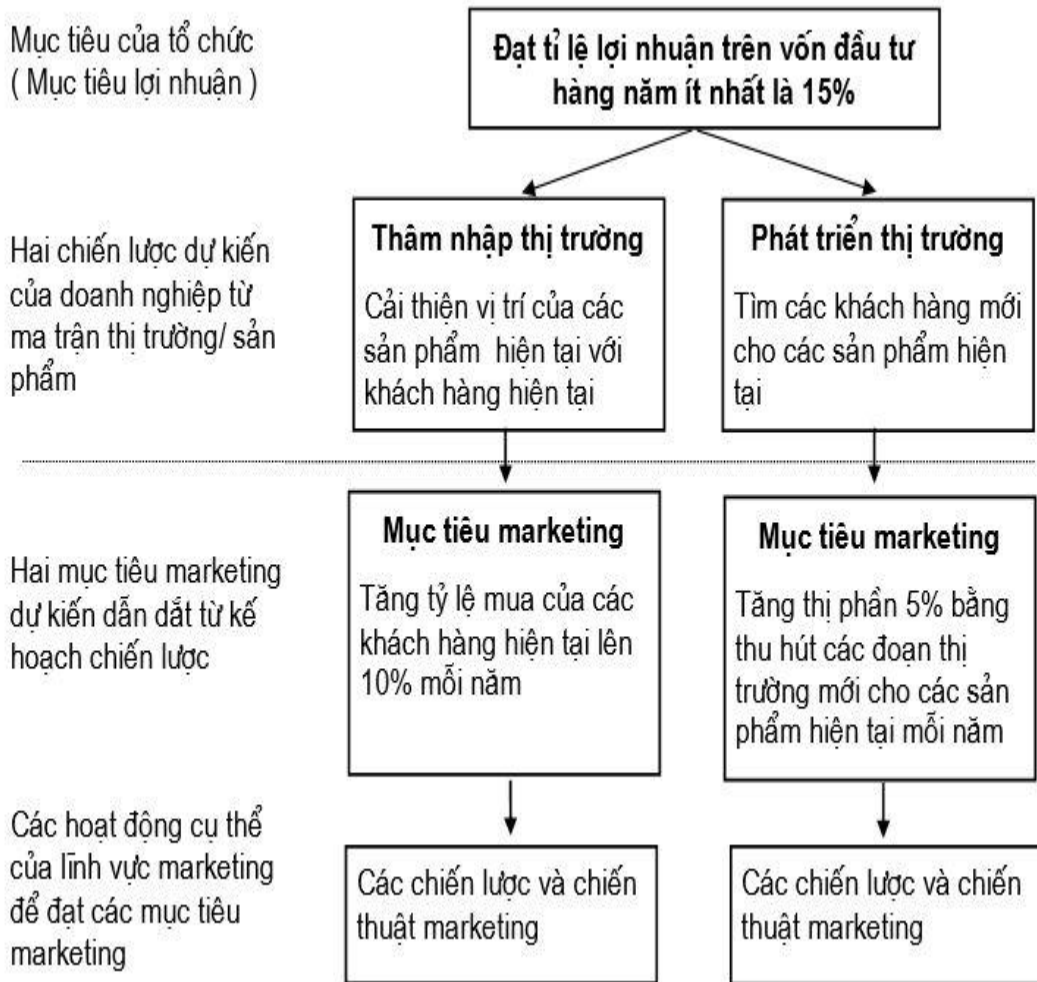 Mục tiêu của tổ chức
( Mục tiêu lợi nhuận )
Đạt tỉ lệ lợi nhuận trên vốn đầu tư
hàng năm ít nhất là 15%
Hai chiến lược dự kiến
của doanh nghiệp từ
ma trận thị trường/ sản
phẩm
Thâm nhập thị trường
Cải thiện vị trí của các
sản phẩm hiện tại với
khách hàng hiện tại
Phát triển thị trường
Tìm các khách hàng mới
cho các sản phẩm hiện
tại
Hai mục tiêu marketing
dự kiến dẫn dắt từ kế
hoạch chiến lược
Mục tiêu marketing
Tăng tỷ lệ mua của các
khách hàng hiện tại lên
10% mỗi năm
Mục tiêu marketing
Tăng thị phần 5% bằng
thu hút các đoạn thị
trường mới cho các sản
phẩm hiện tại mỗi năm
Các hoạt động cụ thể
của lĩnh vực marketing
để đạt các mục tiêu
marketing
Các chiến lược và chiến
thuật marketing
Các chiến lược và chiến
thuật marketing